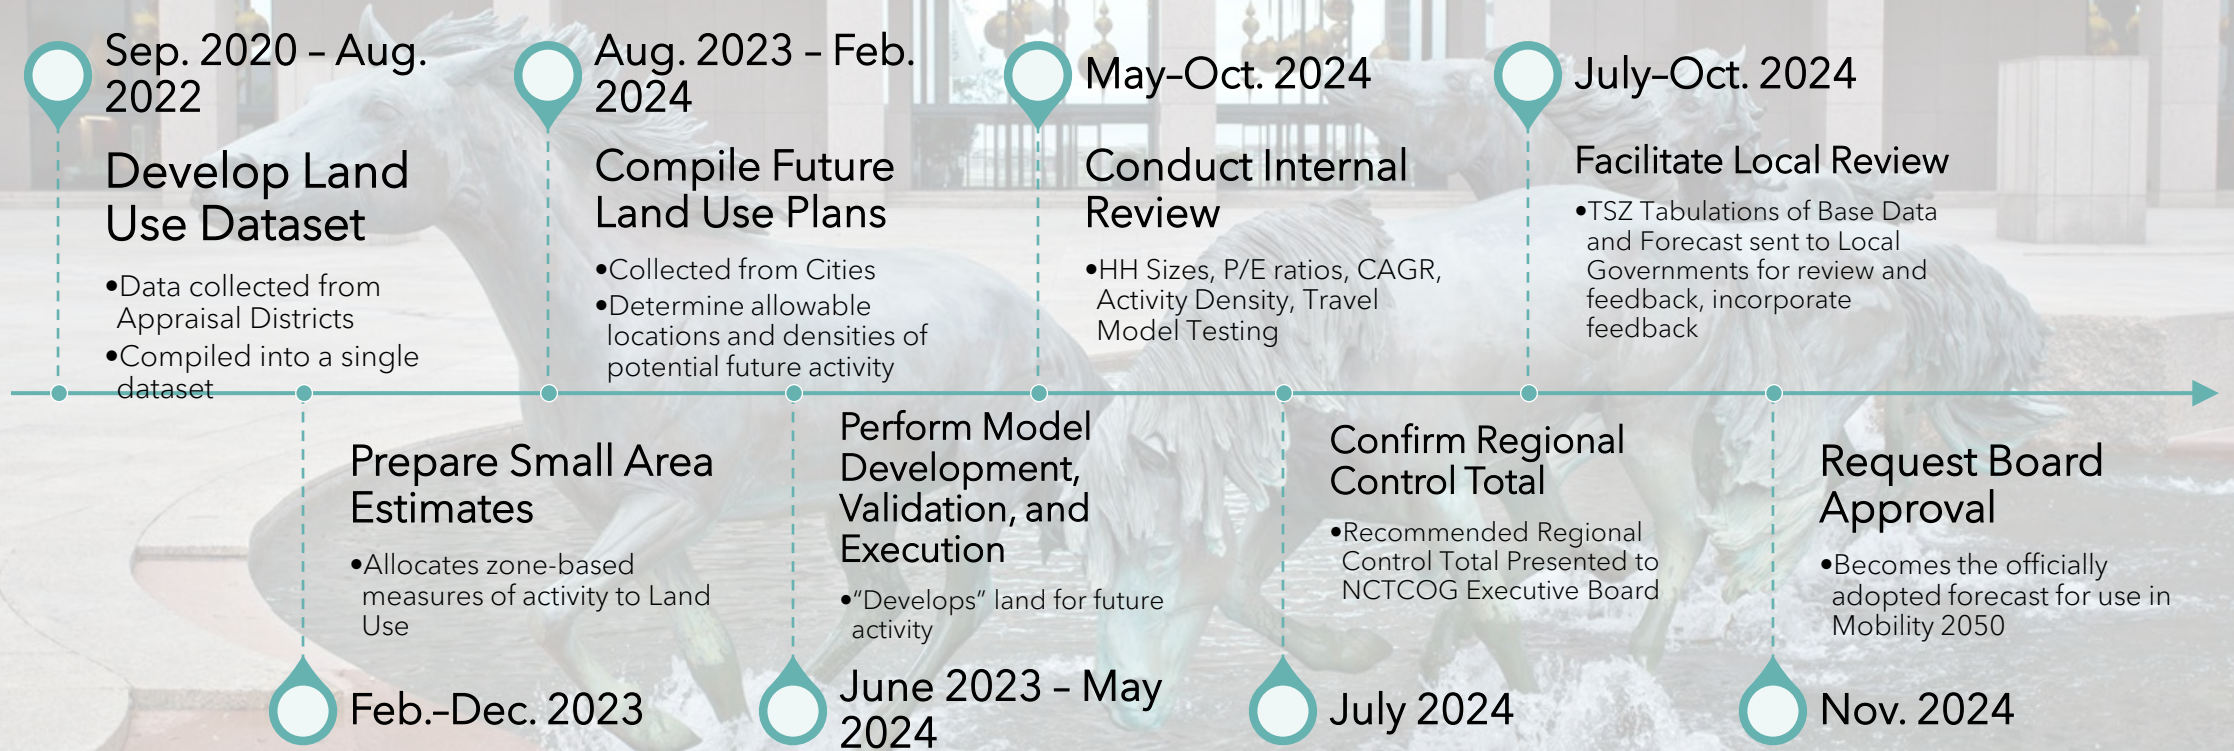 Sep. 2020 – Aug.
2022
Develop Land
Use Dataset
•Data collected from
Appraisal Districts
•Compiled into a single
dataset
Feb.–Dec. 2023
Prepare Small Area
Estimates
•Allocates zone-based
measures of activity to Land
Use
Aug. 2023 – Feb.
2024
Compile Future
Land Use Plans
•Collected from Cities
•Determine allowable
locations and densities of
potential future activity
June 2023 – May
2024
Perform Model
Development,
Validation, and
Execution
•“Develops” land for future
activity
May–Oct. 2024
Conduct Internal
Review
•HH Sizes, P/E ratios, CAGR,
Activity Density, Travel
Model Testing
July 2024
Confirm Regional
Control Total
•Recommended Regional
Control Total Presented to
NCTCOG Executive Board
July–Oct. 2024
Facilitate Local Review
•TSZ Tabulations of Base Data
and Forecast sent to Local
Governments for review and
feedback, incorporate
feedback
Nov. 2024
Request Board
Approval
•Becomes the officially
adopted forecast for use in
Mobility 2050